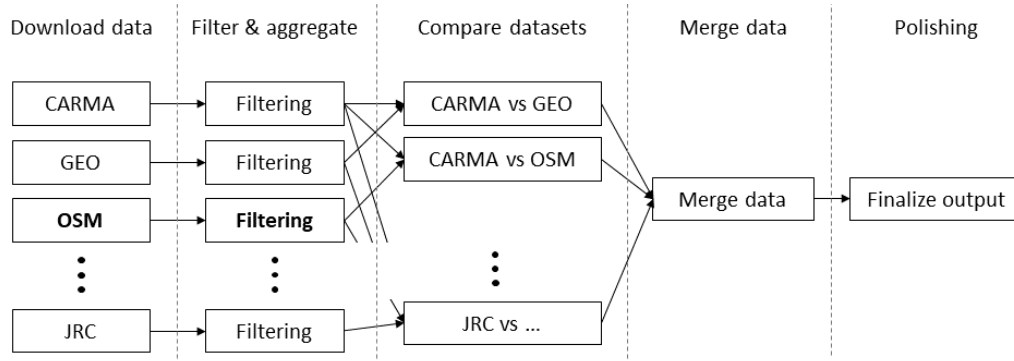 Download data
Filter & aggregate
Compare datasets
Merge data
Polishing
CARMA
Filtering
CARMA vs GEO
GEO
Filtering
CARMA vs OSM
Merge data
Finalize output
OSM
Filtering
JRC
Filtering
JRC vs ...